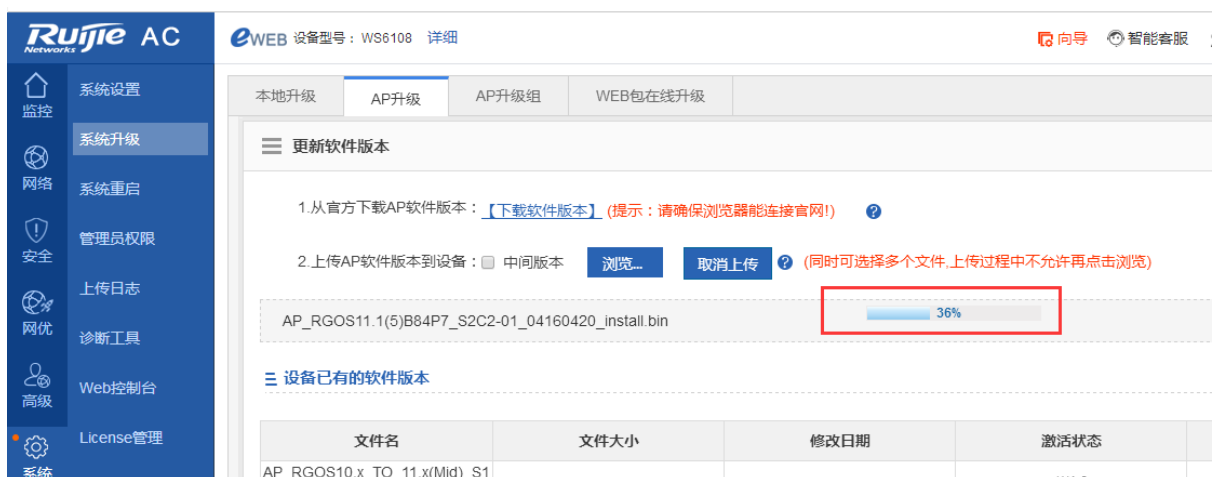 Ruijie AC
Networks
eWEB 设备型号：WS6108 详细
向导 智能客服
监控
网络
安全
网优
高级
系统
系统设置
系统升级
系统重启
管理员权限
上传日志
诊断工具
Web控制台
License管理
本地升级 AP升级 AP升级组 WEB包在线升级
更新软件版本
1.从官方下载AP软件版本：【下载软件版本】 (提示：请确保浏览器能连接官网!) ?
2.上传AP软件版本到设备： 中间版本 浏览... 取消上传 ? (同时可选择多个文件,上传过程中不允许再点击浏览)
AP_RGOS11.1(5)B84P7_S2C2-01_04160420_install.bin 36%
设备已有的软件版本
文件名 文件大小 修改日期 激活状态
AP_RGOS10.x_TO_11.x(Mid)_S1